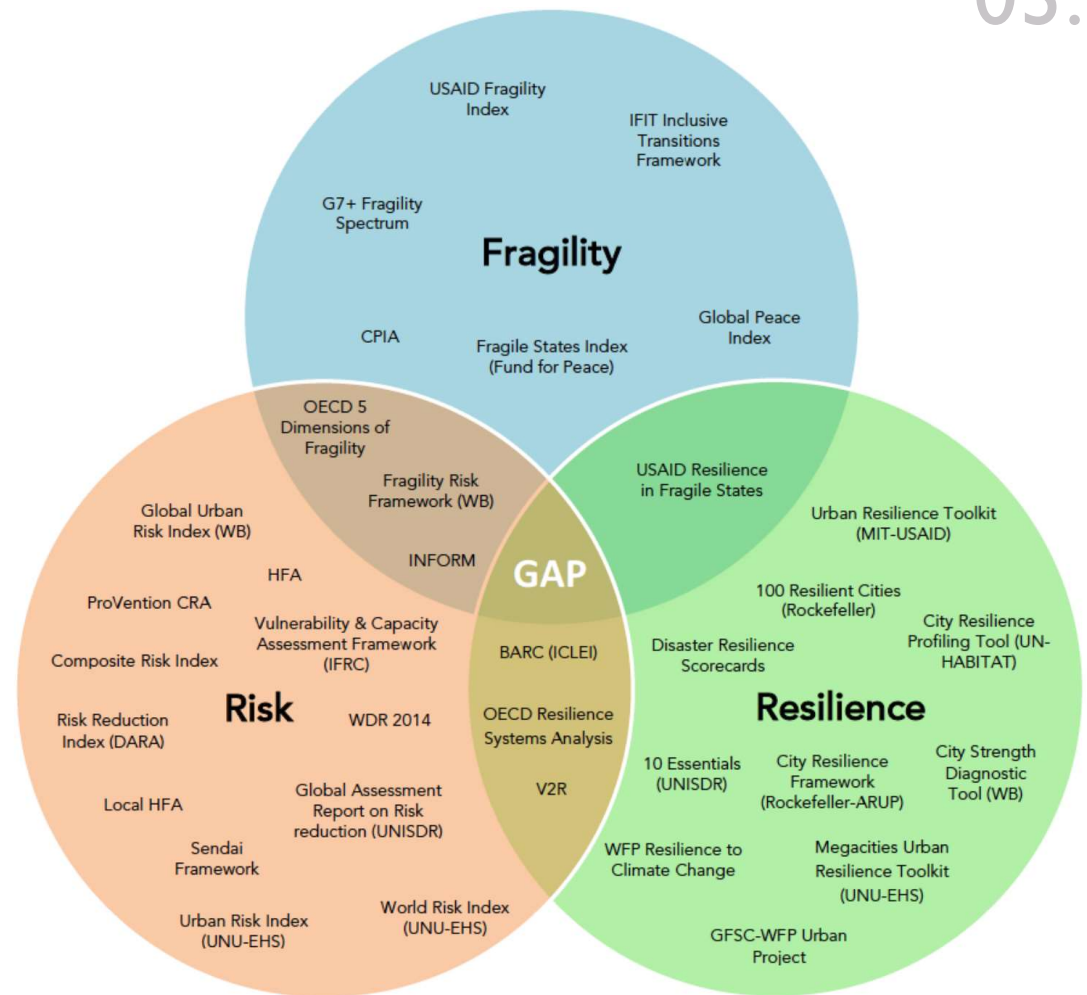 03.
USAID Fragility
Index
IFIT Inclusive
Transitions
Framework
G7+ Fragility
Spectrum
Fragility
Global Peace
Index
CPIA
Fragile States Index
(Fund for Peace)
OECD 5
Dimensions of
Fragility
Fragility Risk
Framework (WB)
INFORM
USAID Resilience
in Fragile States
GAP
Global Urban
Risk Index (WB)
HFA
ProVention CRA
Vulnerability & Capacity
Assessment Framework
(IFRC)
Composite Risk Index
Risk
WDR 2014
Risk Reduction
Index (DARA)
Local HFA
Global Assessment
Report on Risk
reduction (UNISDR)
Sendai
Framework
Urban Risk Index
(UNU-EHS)
World Risk Index
(UNU-EHS)
BARC (ICLEI)
OECD Resilience
Systems Analysis
V2R
Urban Resilience Toolkit
(MIT-USAID)
100 Resilient Cities
(Rockefeller)
City Resilience
Profiling Tool (UN-
HABITAT)
Disaster Resilience
Scorecards
Resilience
10 Essentials
(UNISDR)
City Resilience
Framework
(Rockefeller-ARUP)
City Strength
Diagnostic
Tool (WB)
WFP Resilience to
Climate Change
Megacities Urban
Resilience Toolkit
(UNU-EHS)
GFSC-WFP Urban
Project